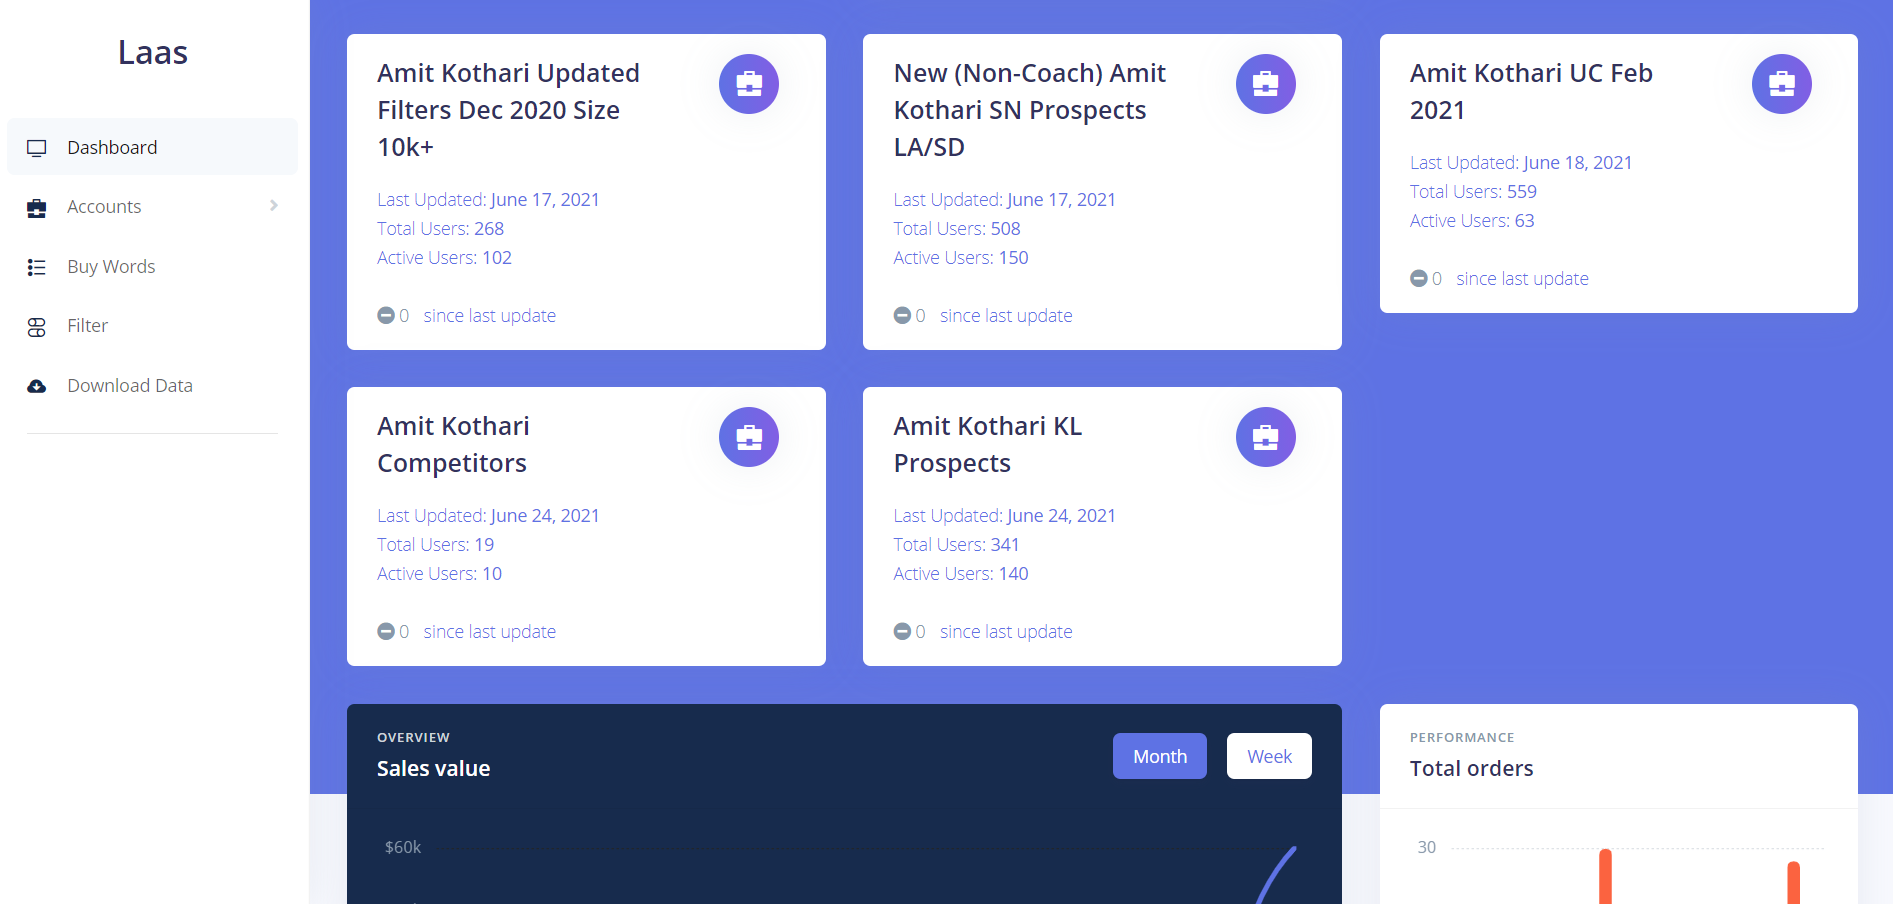 Laas
Dashboard
Accounts
Buy Words
Filter
Download Data
Amit Kothari Updated
Filters Dec 2020 Size
10k+
Last Updated: June 17, 2021
Total Users: 268
Active Users: 102
0 since last update
New (Non-Coach) Amit
Kothari SN Prospects
LA/SD
Last Updated: June 17, 2021
Total Users: 508
Active Users: 150
0 since last update
Amit Kothari UC Feb
2021
Last Updated: June 18, 2021
Total Users: 559
Active Users: 63
0 since last update
Amit Kothari
Competitors
Last Updated: June 24, 2021
Total Users: 19
Active Users: 10
0 since last update
Amit Kothari KL
Prospects
Last Updated: June 24, 2021
Total Users: 341
Active Users: 140
0 since last update
OVERVIEW
Sales value
Month
Week
$60k
PERFORMANCE
Total orders
30